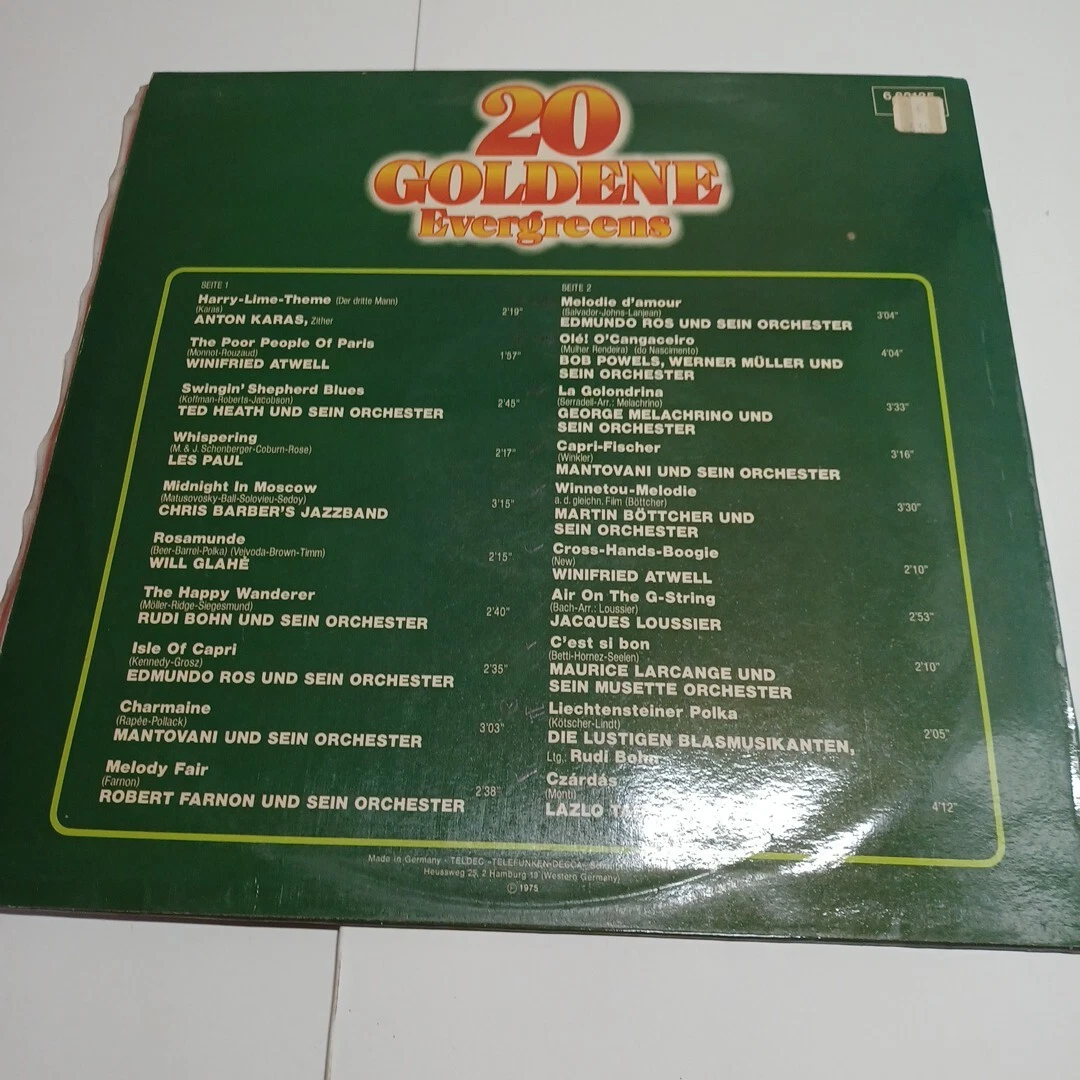 20
GOLDENE
Evergreens
SEITE 1
Harry-Lime-Theme (Der dritte Mann)
(Karas)
ANTON KARAS, Zither
2'19"
The Poor People Of Paris
(Monnot-Rouzaud)
WINIFRIED ATWELL
1'57"
Swingin' Shepherd Blues
(Koffman-Roberts-Jacobson)
TED HEATH UND SEIN ORCHESTER
2'45"
Whispering
(M. & J. Schonberger-Coburn-Rose)
LES PAUL
2'17"
Midnight In Moscow
(Matusovosky-Ball-Solovieu-Sedoy)
CHRIS BARBER'S JAZZBAND
3'15"
Rosamunde
(Beer-Barrel-Polka) (Vejvoda-Brown-Timm)
WILL GLAHÈ
2'15"
The Happy Wanderer
(Möller-Ridge-Siegesmund)
RUDI BOHN UND SEIN ORCHESTER
2'40"
Isle Of Capri
(Kennedy-Grosz)
EDMUNDO ROS UND SEIN ORCHESTER
2'35"
Charmaine
(Rapée-Pollack)
MANTOVANI UND SEIN ORCHESTER
3'03"
Melody Fair
(Farnon)
ROBERT FARNON UND SEIN ORCHESTER
2'38"
SEITE 2
Melodie d'amour
(Salvador-Johns-Lanjean)
EDMUNDO ROS UND SEIN ORCHESTER
3'04"
Olé! O'Cangaceiro
(Mulher Rendeira) (do Nascimento)
BOB POWELS, WERNER MÜLLER UND
SEIN ORCHESTER
4'04"
La Golondrina
(Serradell-Arr.: Melachrino)
GEORGE MELACHRINO UND
SEIN ORCHESTER
3'33"
Capri-Fischer
(Winkler)
MANTOVANI UND SEIN ORCHESTER
3'16"
Winnetou-Melodie
a. d. gleichn. Film (Böttcher)
MARTIN BÖTTCHER UND
SEIN ORCHESTER
3'30"
Cross-Hands-Boogie
(New)
WINIFRIED ATWELL
2'10"
Air On The G-String
(Bach-Arr.: Loussier)
JACQUES LOUSSIER
2'53"
C'est si bon
(Betti-Hornez-Seelen)
MAURICE LARCANGE UND
SEIN MUSETTE ORCHESTER
2'10"
Liechtensteiner Polka
(Kötscher-Lindt)
DIE LUSTIGEN BLASMUSIKANTEN,
Ltg.: Rudi Bohn
2'05"
Czárdás
(Monti)
LAZLO
4'12"
Made in Germany · TELDEC »TELEFUNKEN-DECCA«
Heussweg 25, 2 Hamburg 19 (Western Germany)
Ⓟ 1975